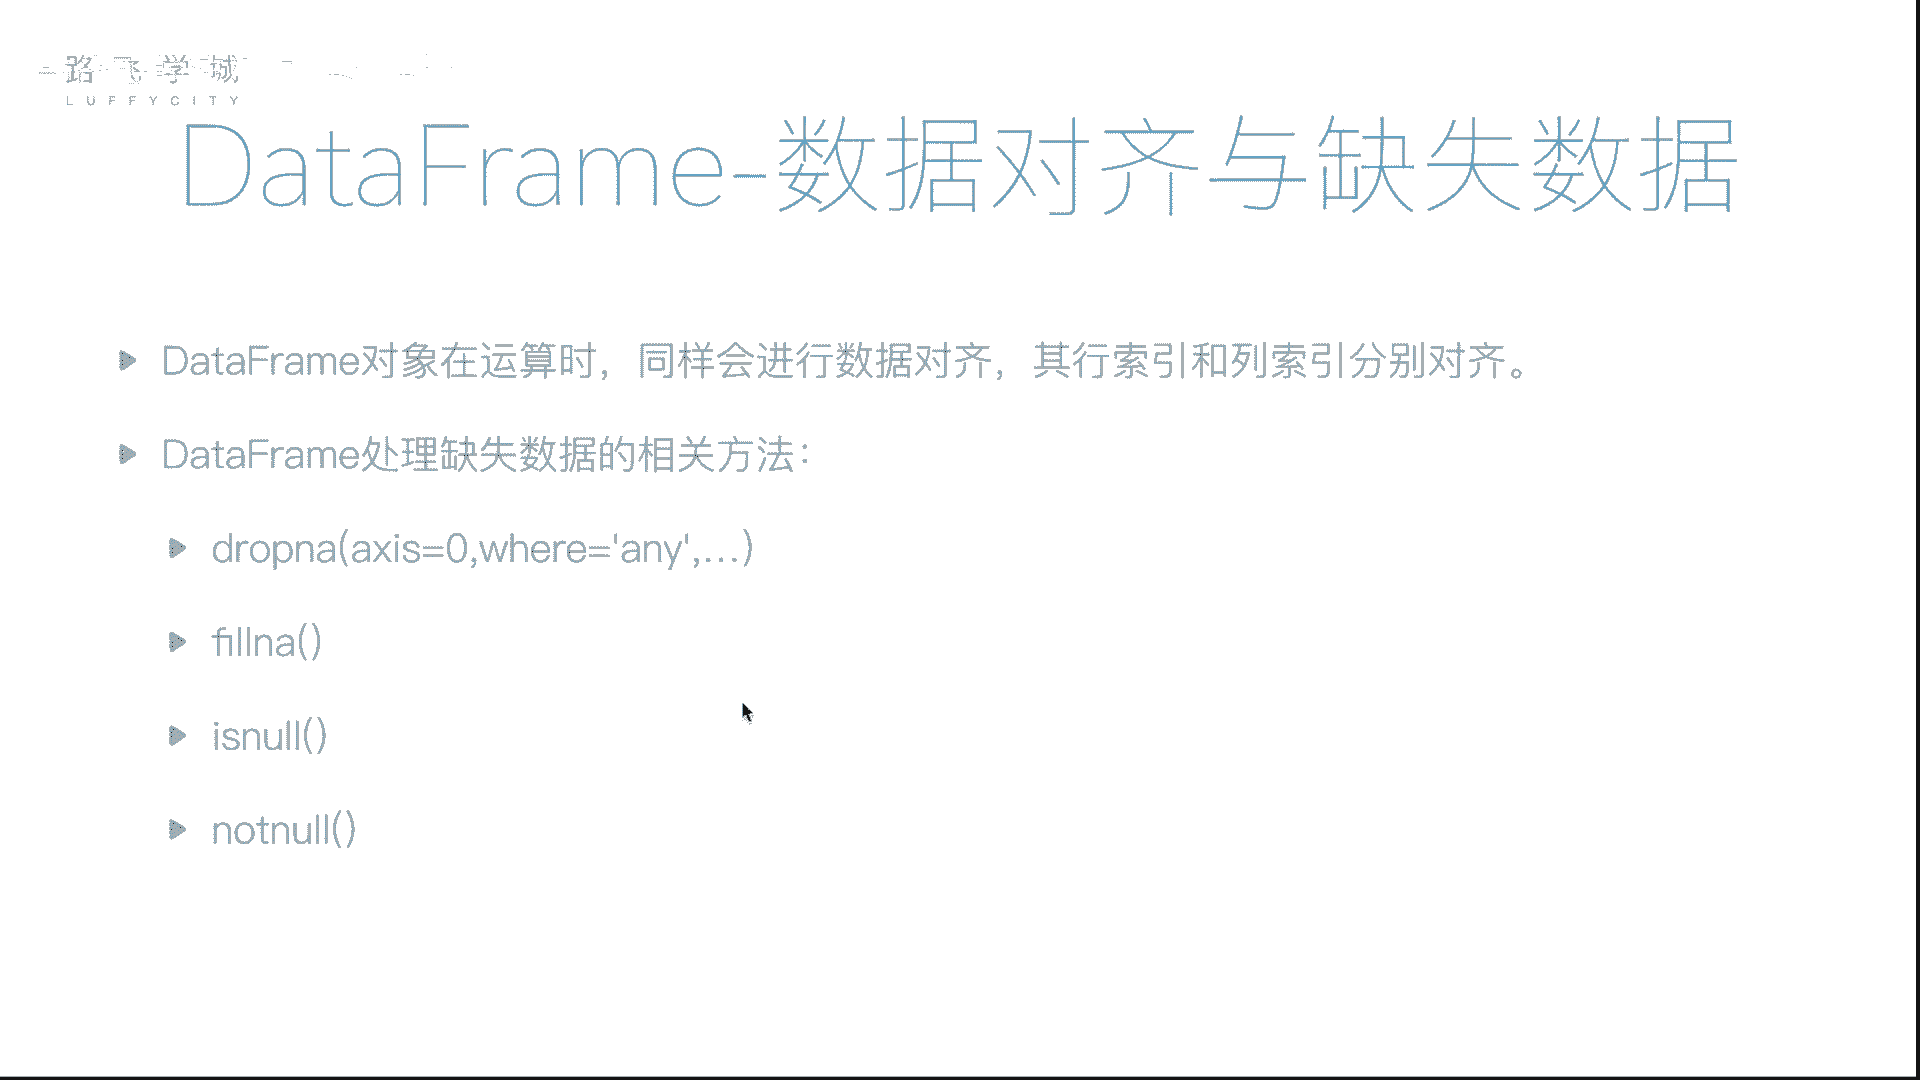 路飞学城
LUFFYCITY
DataFrame-数据对齐与缺失数据
DataFrame对象在运算时，同样会进行数据对齐，其行索引和列索引分别对齐。
DataFrame处理缺失数据的相关方法：
dropna(axis=0,where='any',…)
fillna()
isnull()
notnull()